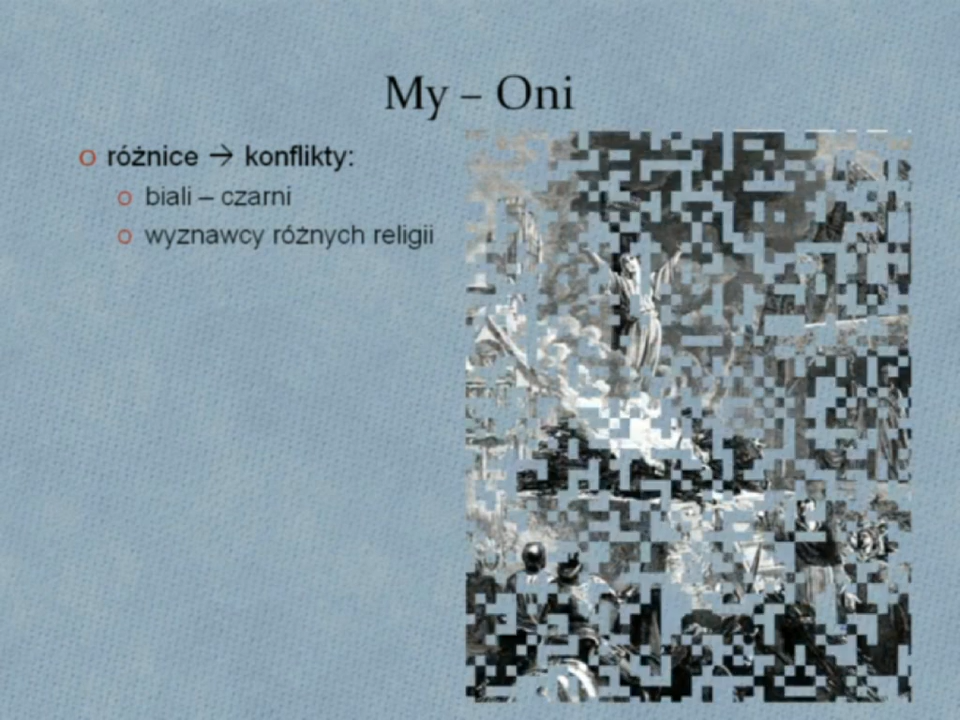 My – Oni
różnice → konflikty:
biali – czarni
wyznawcy różnych religii